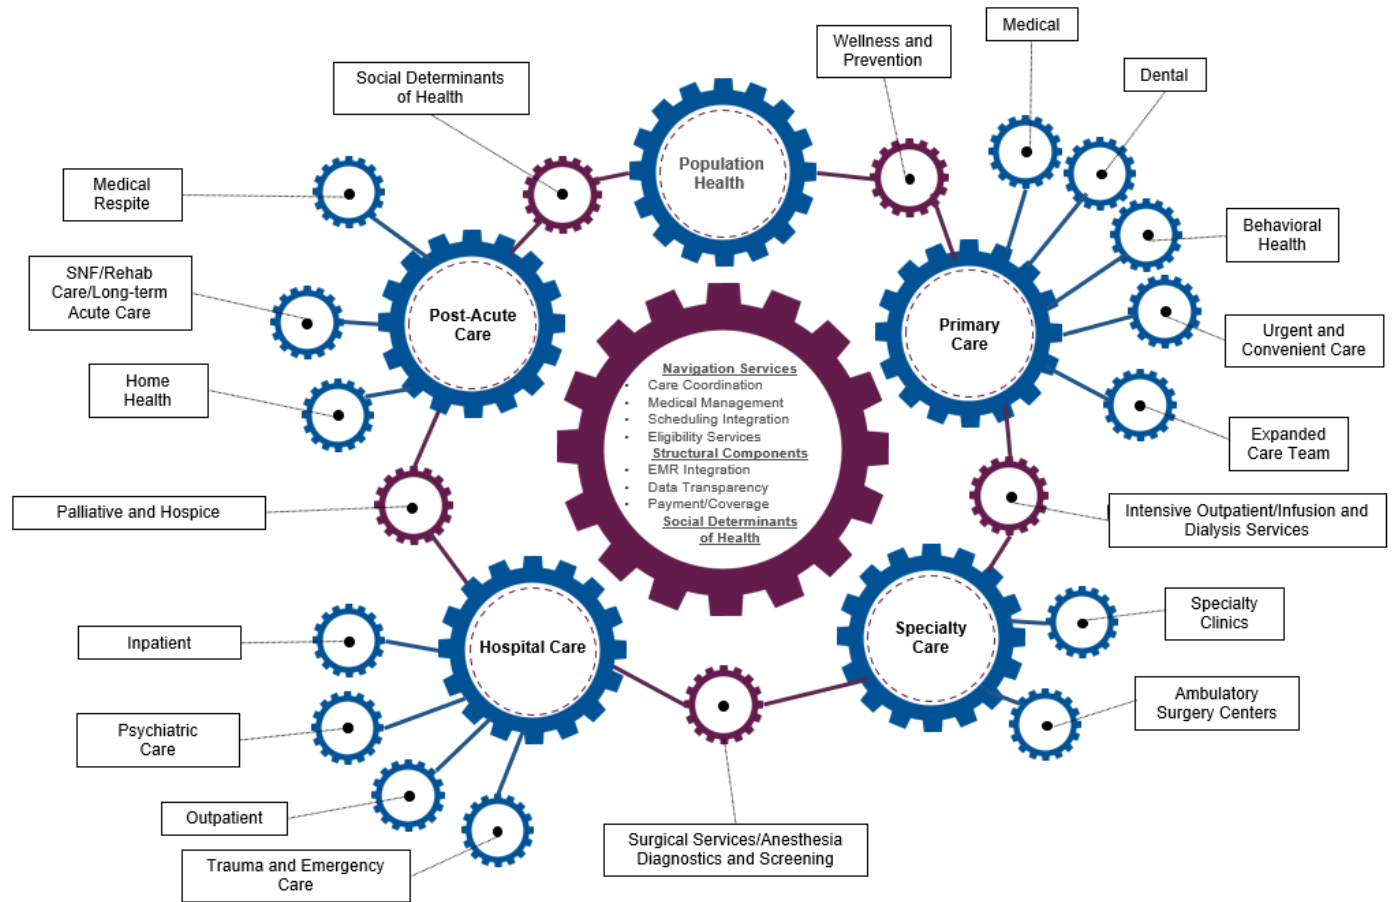 Medical
Wellness and
Prevention
Dental
Social Determinants
of Health
Population
Health
Medical
Respite
Behavioral
Health
SNF/Rehab
Care/Long-term
Acute Care
Post-Acute
Care
Primary
Care
Urgent and
Convenient Care
Home
Health
Navigation Services
• Care Coordination
• Medical Management
• Scheduling Integration
• Eligibility Services
Structural Components
• EMR Integration
• Data Transparency
• Payment/Coverage
Social Determinants
of Health
Expanded
Care Team
Palliative and Hospice
Intensive Outpatient/Infusion and
Dialysis Services
Inpatient
Hospital Care
Specialty
Care
Specialty
Clinics
Psychiatric
Care
Ambulatory
Surgery Centers
Outpatient
Trauma and Emergency
Care
Surgical Services/Anesthesia
Diagnostics and Screening